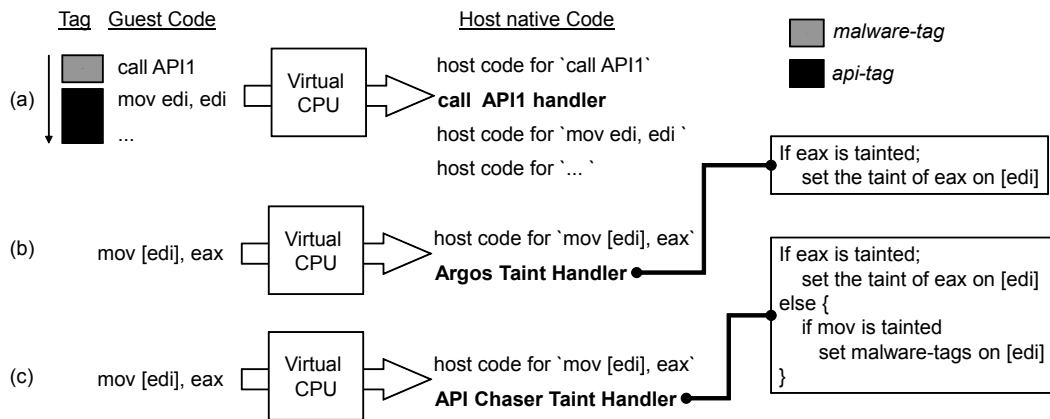 Tag Guest Code Host native Code
malware-tag
api-tag
(a)
call API1
mov edi, edi
...
Virtual
CPU
host code for `call API1`
call API1 handler
host code for `mov edi, edi `
host code for `... `
If eax is tainted;
set the taint of eax on [edi]
(b)
mov [edi], eax
Virtual
CPU
host code for `mov [edi], eax`
Argos Taint Handler
If eax is tainted;
set the taint of eax on [edi]
else {
if mov is tainted
set malware-tags on [edi]
}
(c)
mov [edi], eax
Virtual
CPU
host code for `mov [edi], eax`
API Chaser Taint Handler